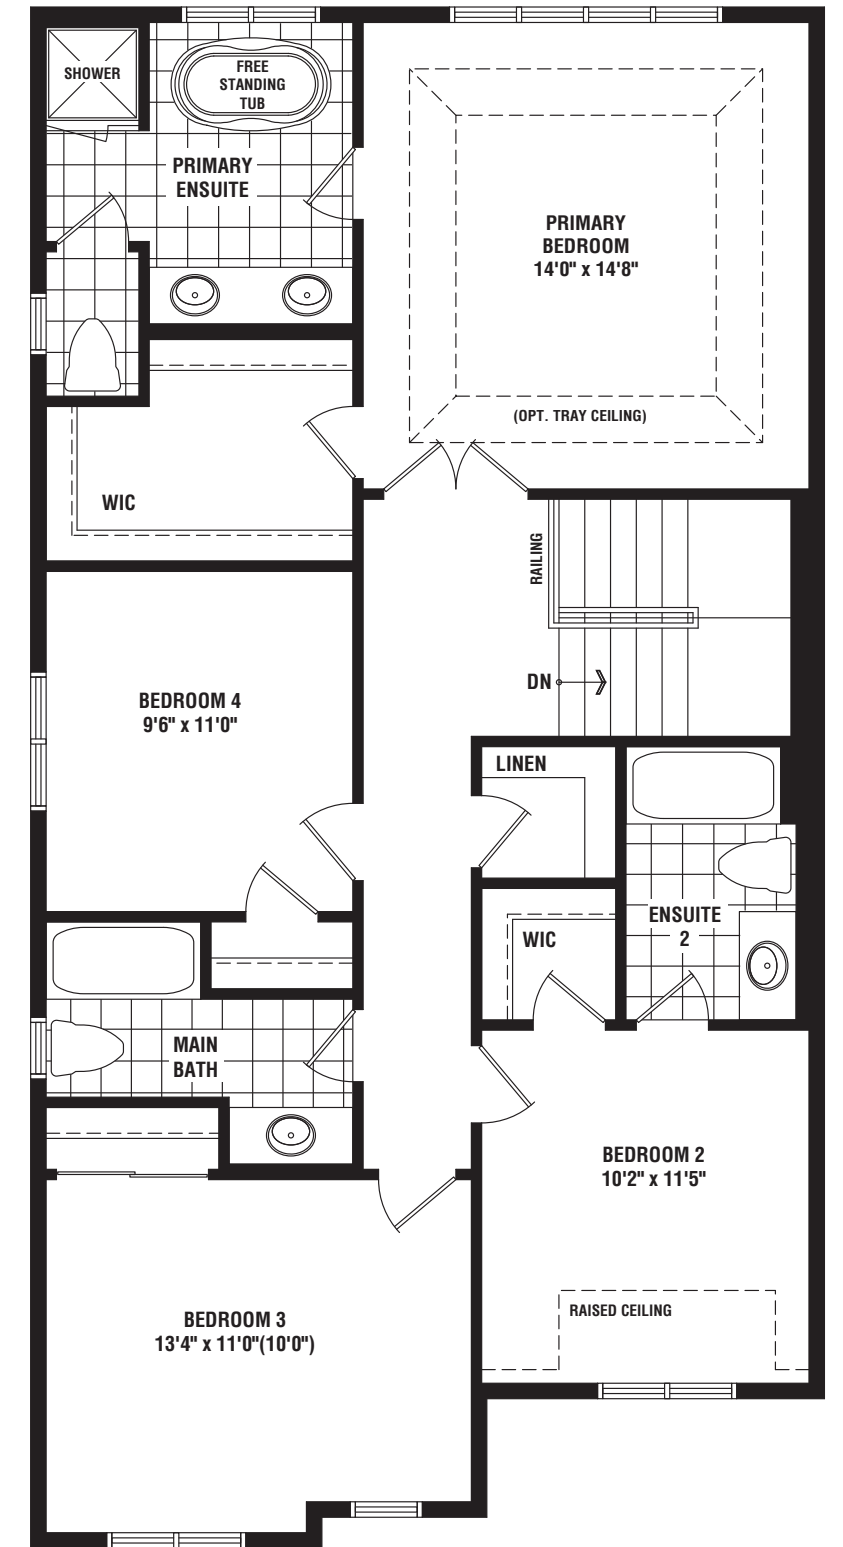 SHOWER
FREE
STANDING
TUB
PRIMARY
ENSUITE
PRIMARY
BEDROOM
14'0" x 14'8"
(OPT. TRAY CEILING)
WIC
RAILING
DN
BEDROOM 4
9'6" x 11'0"
LINEN
WIC
ENSUITE
2
MAIN
BATH
BEDROOM 2
10'2" x 11'5"
RAISED CEILING
BEDROOM 3
13'4" x 11'0"(10'0")